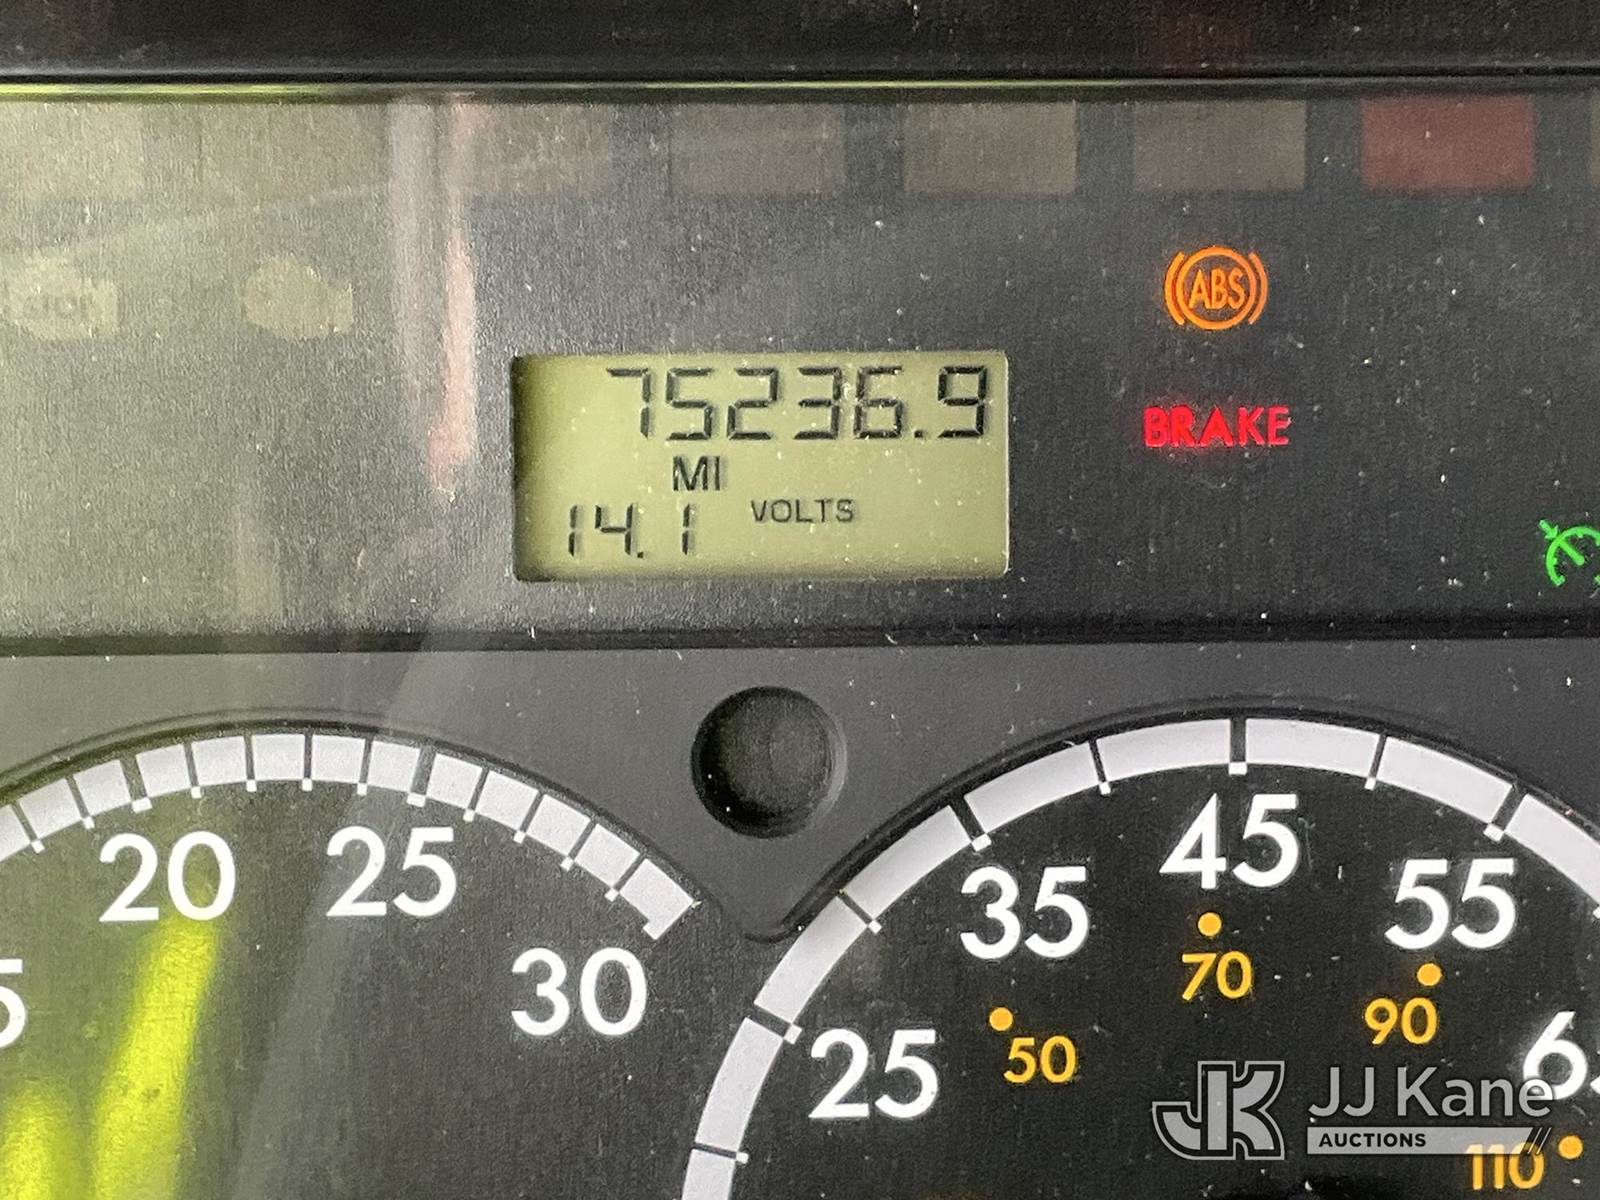 ABS
75236.9
BRAKE
MI
VOLTS
14.1
20 25 30
25 35 45 55
50 70 90 110
JK JJ Kane
AUCTIONS